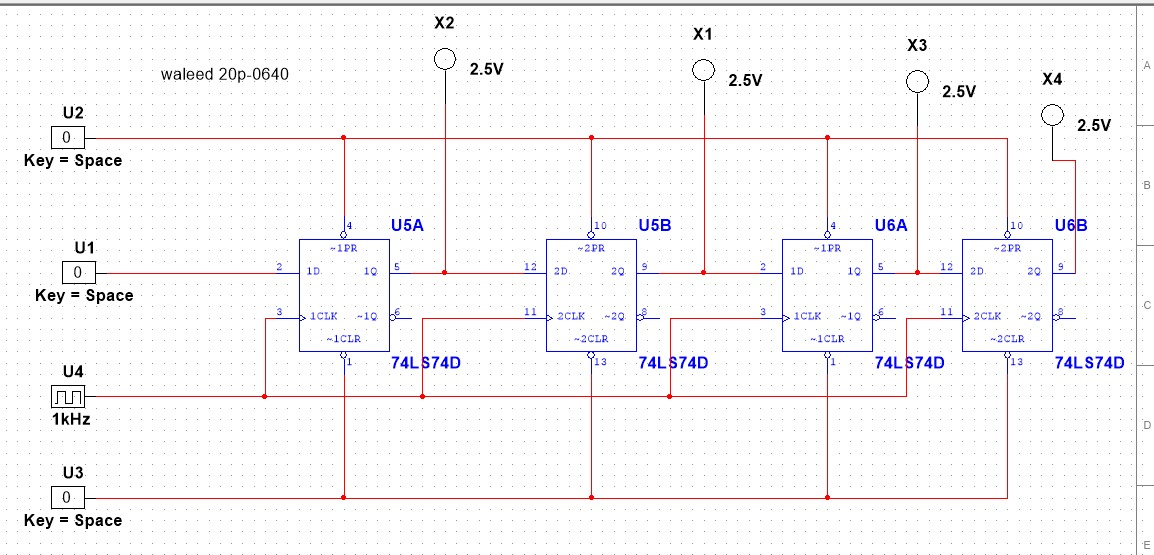 X2
X1
X3
X4
2.5V
2.5V
2.5V
2.5V
waleed 20p-0640
A
U2
0
Key = Space
B
4
U5A
10
U5B
4
U6A
10
U6B
~1PR
~2PR
~1PR
~2PR
U1
0
Key = Space
2
1D
1Q
5
12
2D
2Q
9
2
1D
1Q
5
12
2D
2Q
9
C
3
1CLK
~1Q
6
11
2CLK
~2Q
8
3
1CLK
~1Q
6
11
2CLK
~2Q
8
~1CLR
~2CLR
~1CLR
~2CLR
1
74LS74D
13
74LS74D
1
74LS74D
13
74LS74D
U4
1kHz
D
U3
0
Key = Space
E